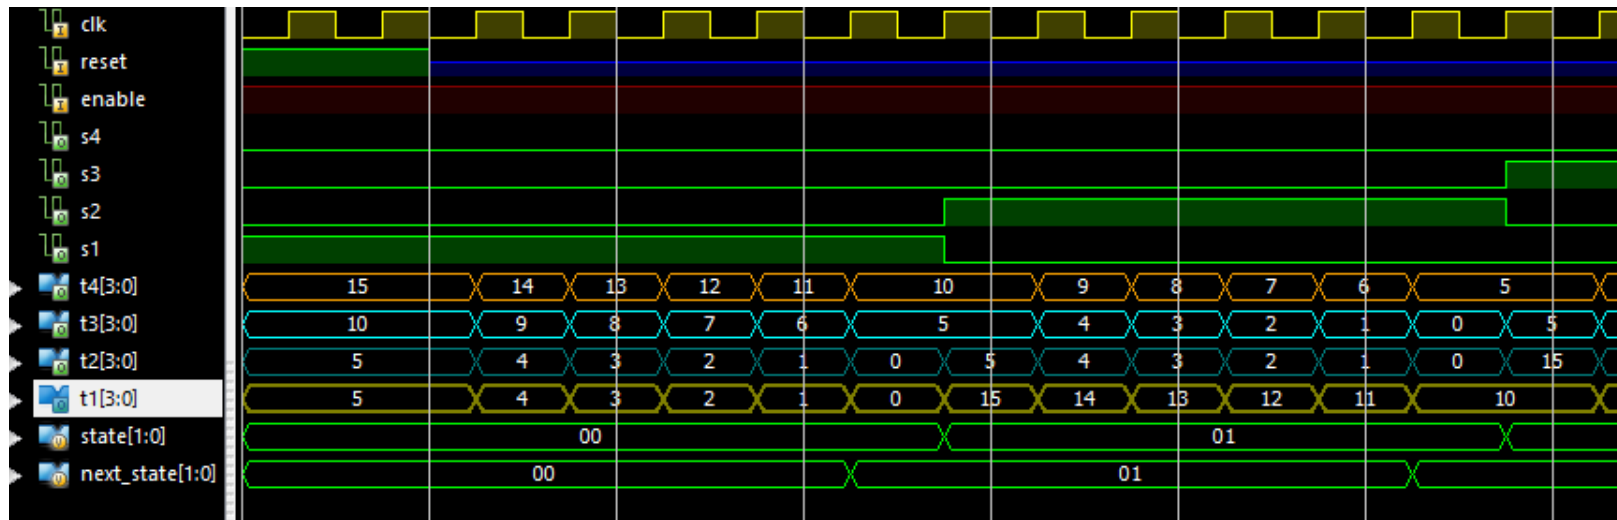 clk
reset
enable
s4
s3
s2
s1
t4[3:0] 15 14 13 12 11 10 9 8 7 6 5
t3[3:0] 10 9 8 7 6 5 4 3 2 1 0 5
t2[3:0] 5 4 3 2 1 0 5 4 3 2 1 0 15
t1[3:0] 5 4 3 2 1 0 15 14 13 12 11 10
state[1:0] 00 01
next_state[1:0] 00 01